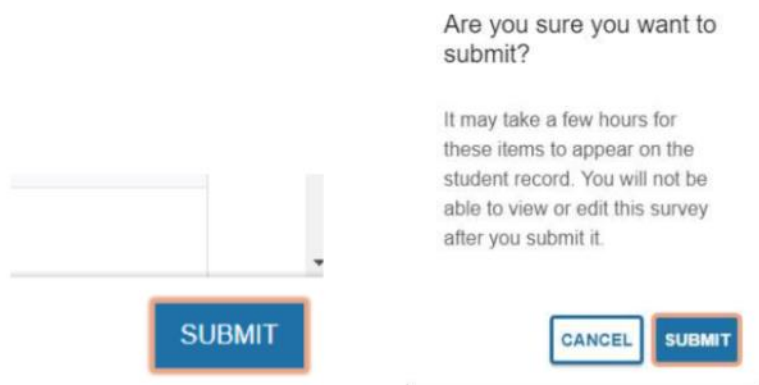 SUBMIT
Are you sure you want to
submit?
It may take a few hours for
these items to appear on the
student record. You will not be
able to view or edit this survey
after you submit it.
CANCEL SUBMIT